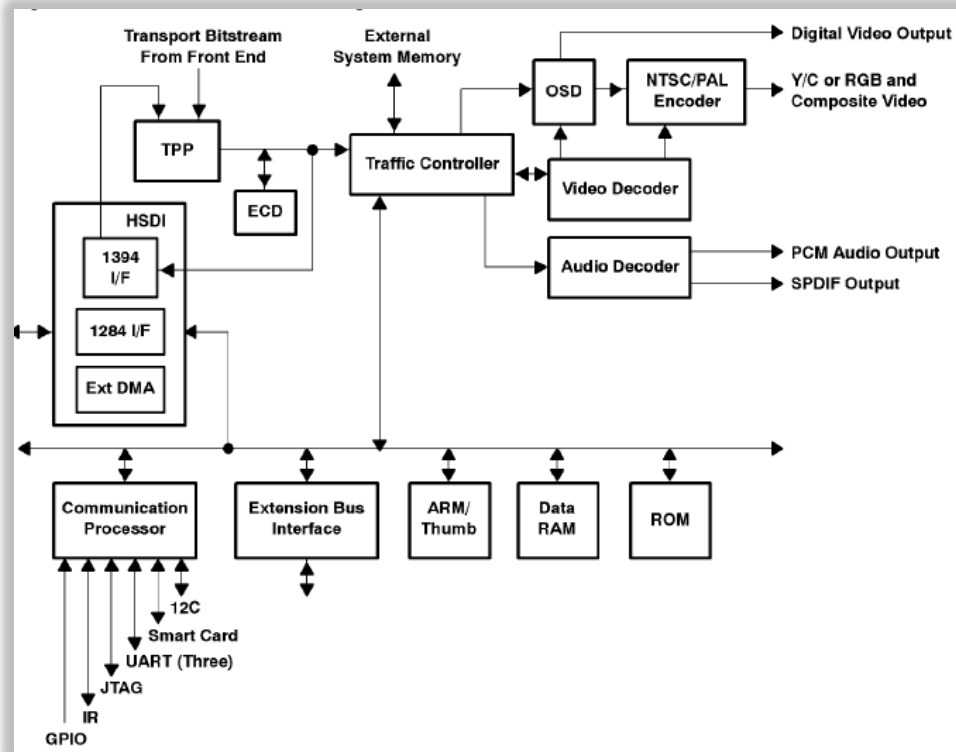 Transport Bitstream
From Front End
External
System Memory
Digital Video Output
OSD
NTSC/PAL
Encoder
Y/C or RGB and
Composite Video
TPP
Traffic Controller
Video Decoder
ECD
HSDI
1394
I/F
Audio Decoder
PCM Audio Output
SPDIF Output
1284 I/F
Ext DMA
Communication
Processor
Extension Bus
Interface
ARM/
Thumb
Data
RAM
ROM
12C
Smart Card
UART (Three)
JTAG
IR
GPIO